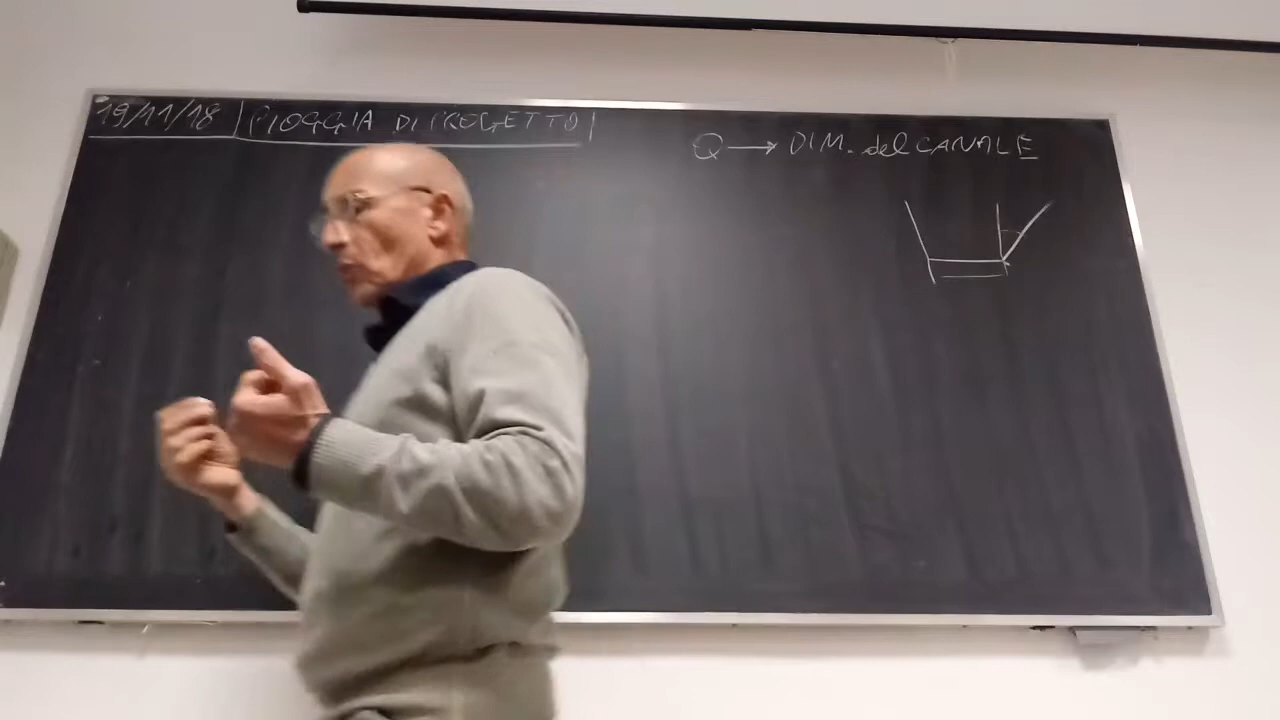 19/11/18 | PIOGGIA DI PROGETTO |
Q → DIM. del CANALE